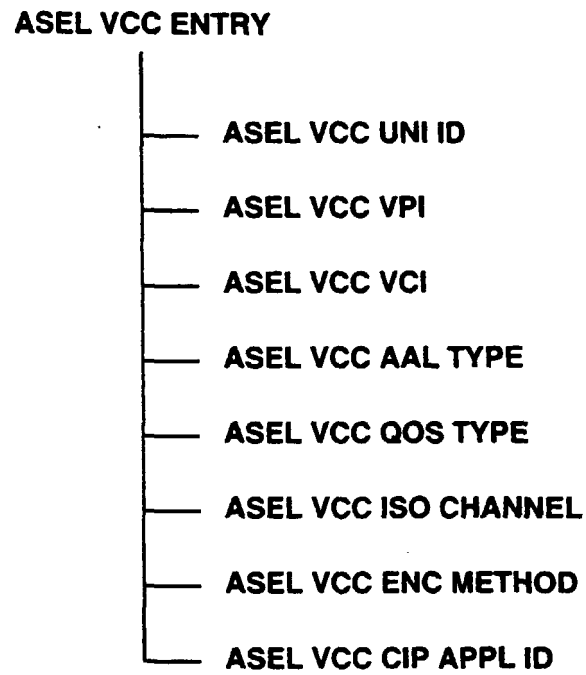 ASEL VCC ENTRY
ASEL VCC UNI ID
ASEL VCC VPI
ASEL VCC VCI
ASEL VCC AAL TYPE
ASEL VCC QOS TYPE
ASEL VCC ISO CHANNEL
ASEL VCC ENC METHOD
ASEL VCC CIP APPL ID